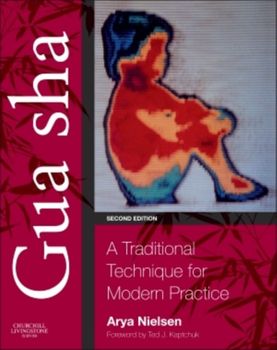 Gua sha
SECOND EDITION
A Traditional
Technique for
Modern Practice
Arya Nielsen
Foreword by Ted J. Kaptchuk
CHURCHILL
LIVINGSTONE
ELSEVIER